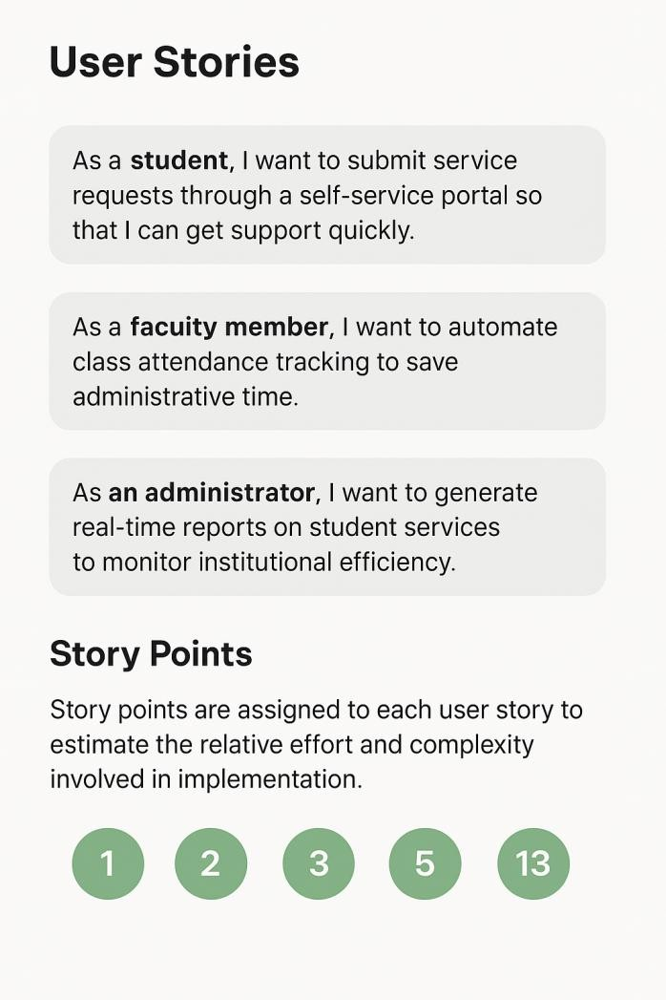 User Stories
As a student, I want to submit service
requests through a self-service portal so
that I can get support quickly.
As a facuity member, I want to automate
class attendance tracking to save
administrative time.
As an administrator, I want to generate
real-time reports on student services
to monitor institutional efficiency.
Story Points
Story points are assigned to each user story to
estimate the relative effort and complexity
involved in implementation.
1 2 3 5 13